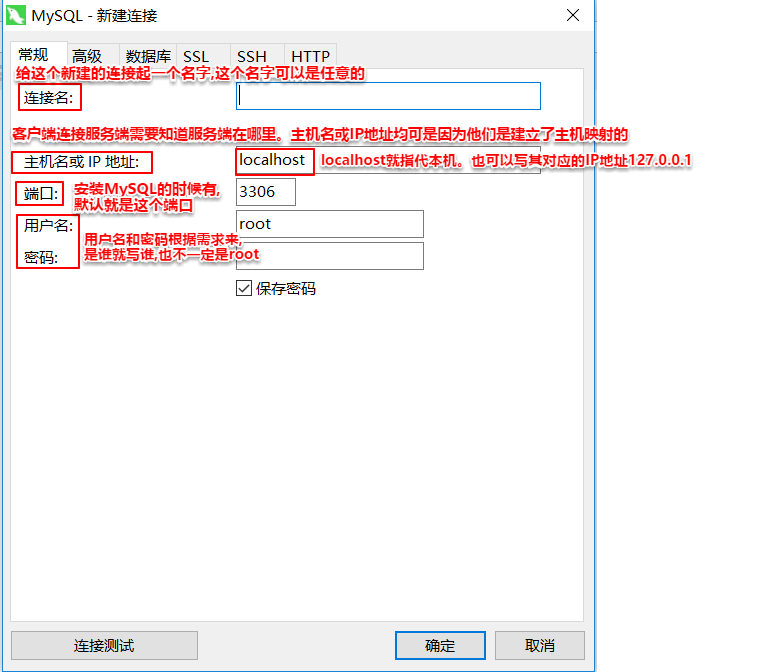 MySQL - 新建连接
常规 高级 数据库 SSL SSH HTTP
给这个新建的连接起一个名字,这个名字可以是任意的
连接名:
客户端连接服务端需要知道服务端在哪里。主机名或IP地址均可是因为他们是建立了主机映射的
主机名或 IP 地址: localhost localhost就指代本机。也可以写其对应的IP地址127.0.0.1
端口: 安装MySQL的时候有, 3306
默认就是这个端口
用户名: root
用户名和密码根据需求来,
是谁就写谁,也不一定是root
密码:
保存密码
连接测试 确定 取消